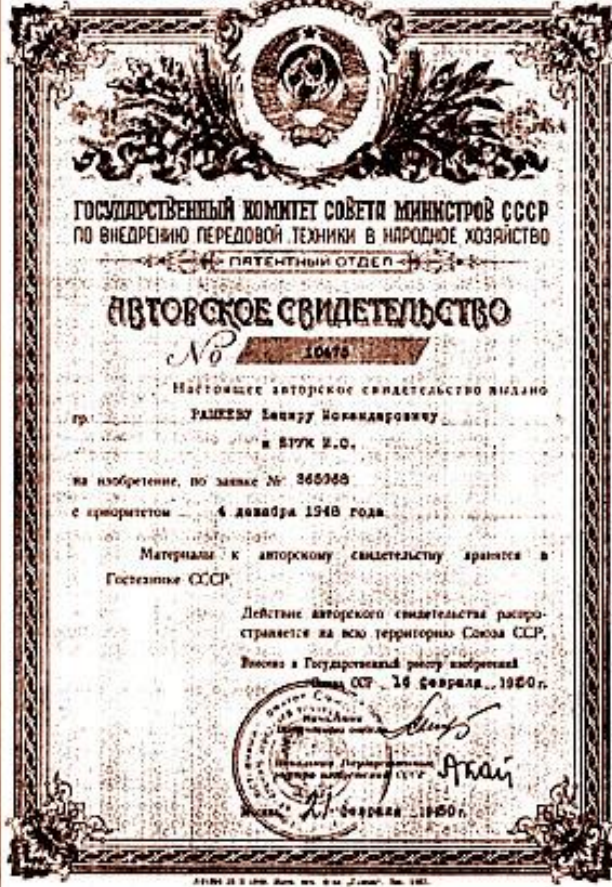 ГОСУДАРСТВЕННЫЙ КОМИТЕТ СОВЕТА МИНИСТРОВ СССР
ПО ВНЕДРЕНИЮ ПЕРЕДОВОЙ ТЕХНИКИ В НАРОДНОЕ ХОЗЯЙСТВО
ПАТЕНТНЫЙ ОТДЕЛ
АВТОРСКОЕ СВИДЕТЕЛЬСТВО
№ 10475
Настоящее авторское свидетельство выдано
гр. РАМЕЕВУ Баширу Искандаровичу
и БРУК И.С.
на изобретение, по заявке № 365968
с приоритетом 4 декабря 1948 года
Материалы к авторскому свидетельству хранятся в
Гостехнике СССР.
Действие авторского свидетельства распро-
страняется на всю территорию Союза ССР.
Внесено в Государственный реестр изобретений
Союза ССР 16 февраля 1950 г.
21 февраля 1950 г.